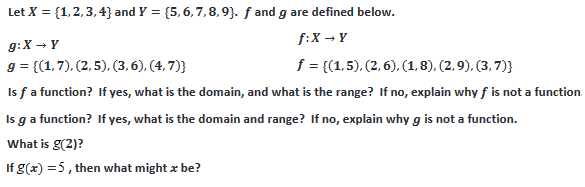 Let X = {1, 2, 3, 4} and Y = {5, 6, 7, 8, 9}. f and g are defined below.
g: X → Y
f: X → Y
g = {(1, 7), (2, 5), (3, 6), (4, 7)}
f = {(1, 5), (2, 6), (1, 8), (2, 9), (3, 7)}
Is f a function? If yes, what is the domain, and what is the range? If no, explain why f is not a function.
Is g a function? If yes, what is the domain and range? If no, explain why g is not a function.
What is g(2)?
If g(x) = 5 , then what might x be?